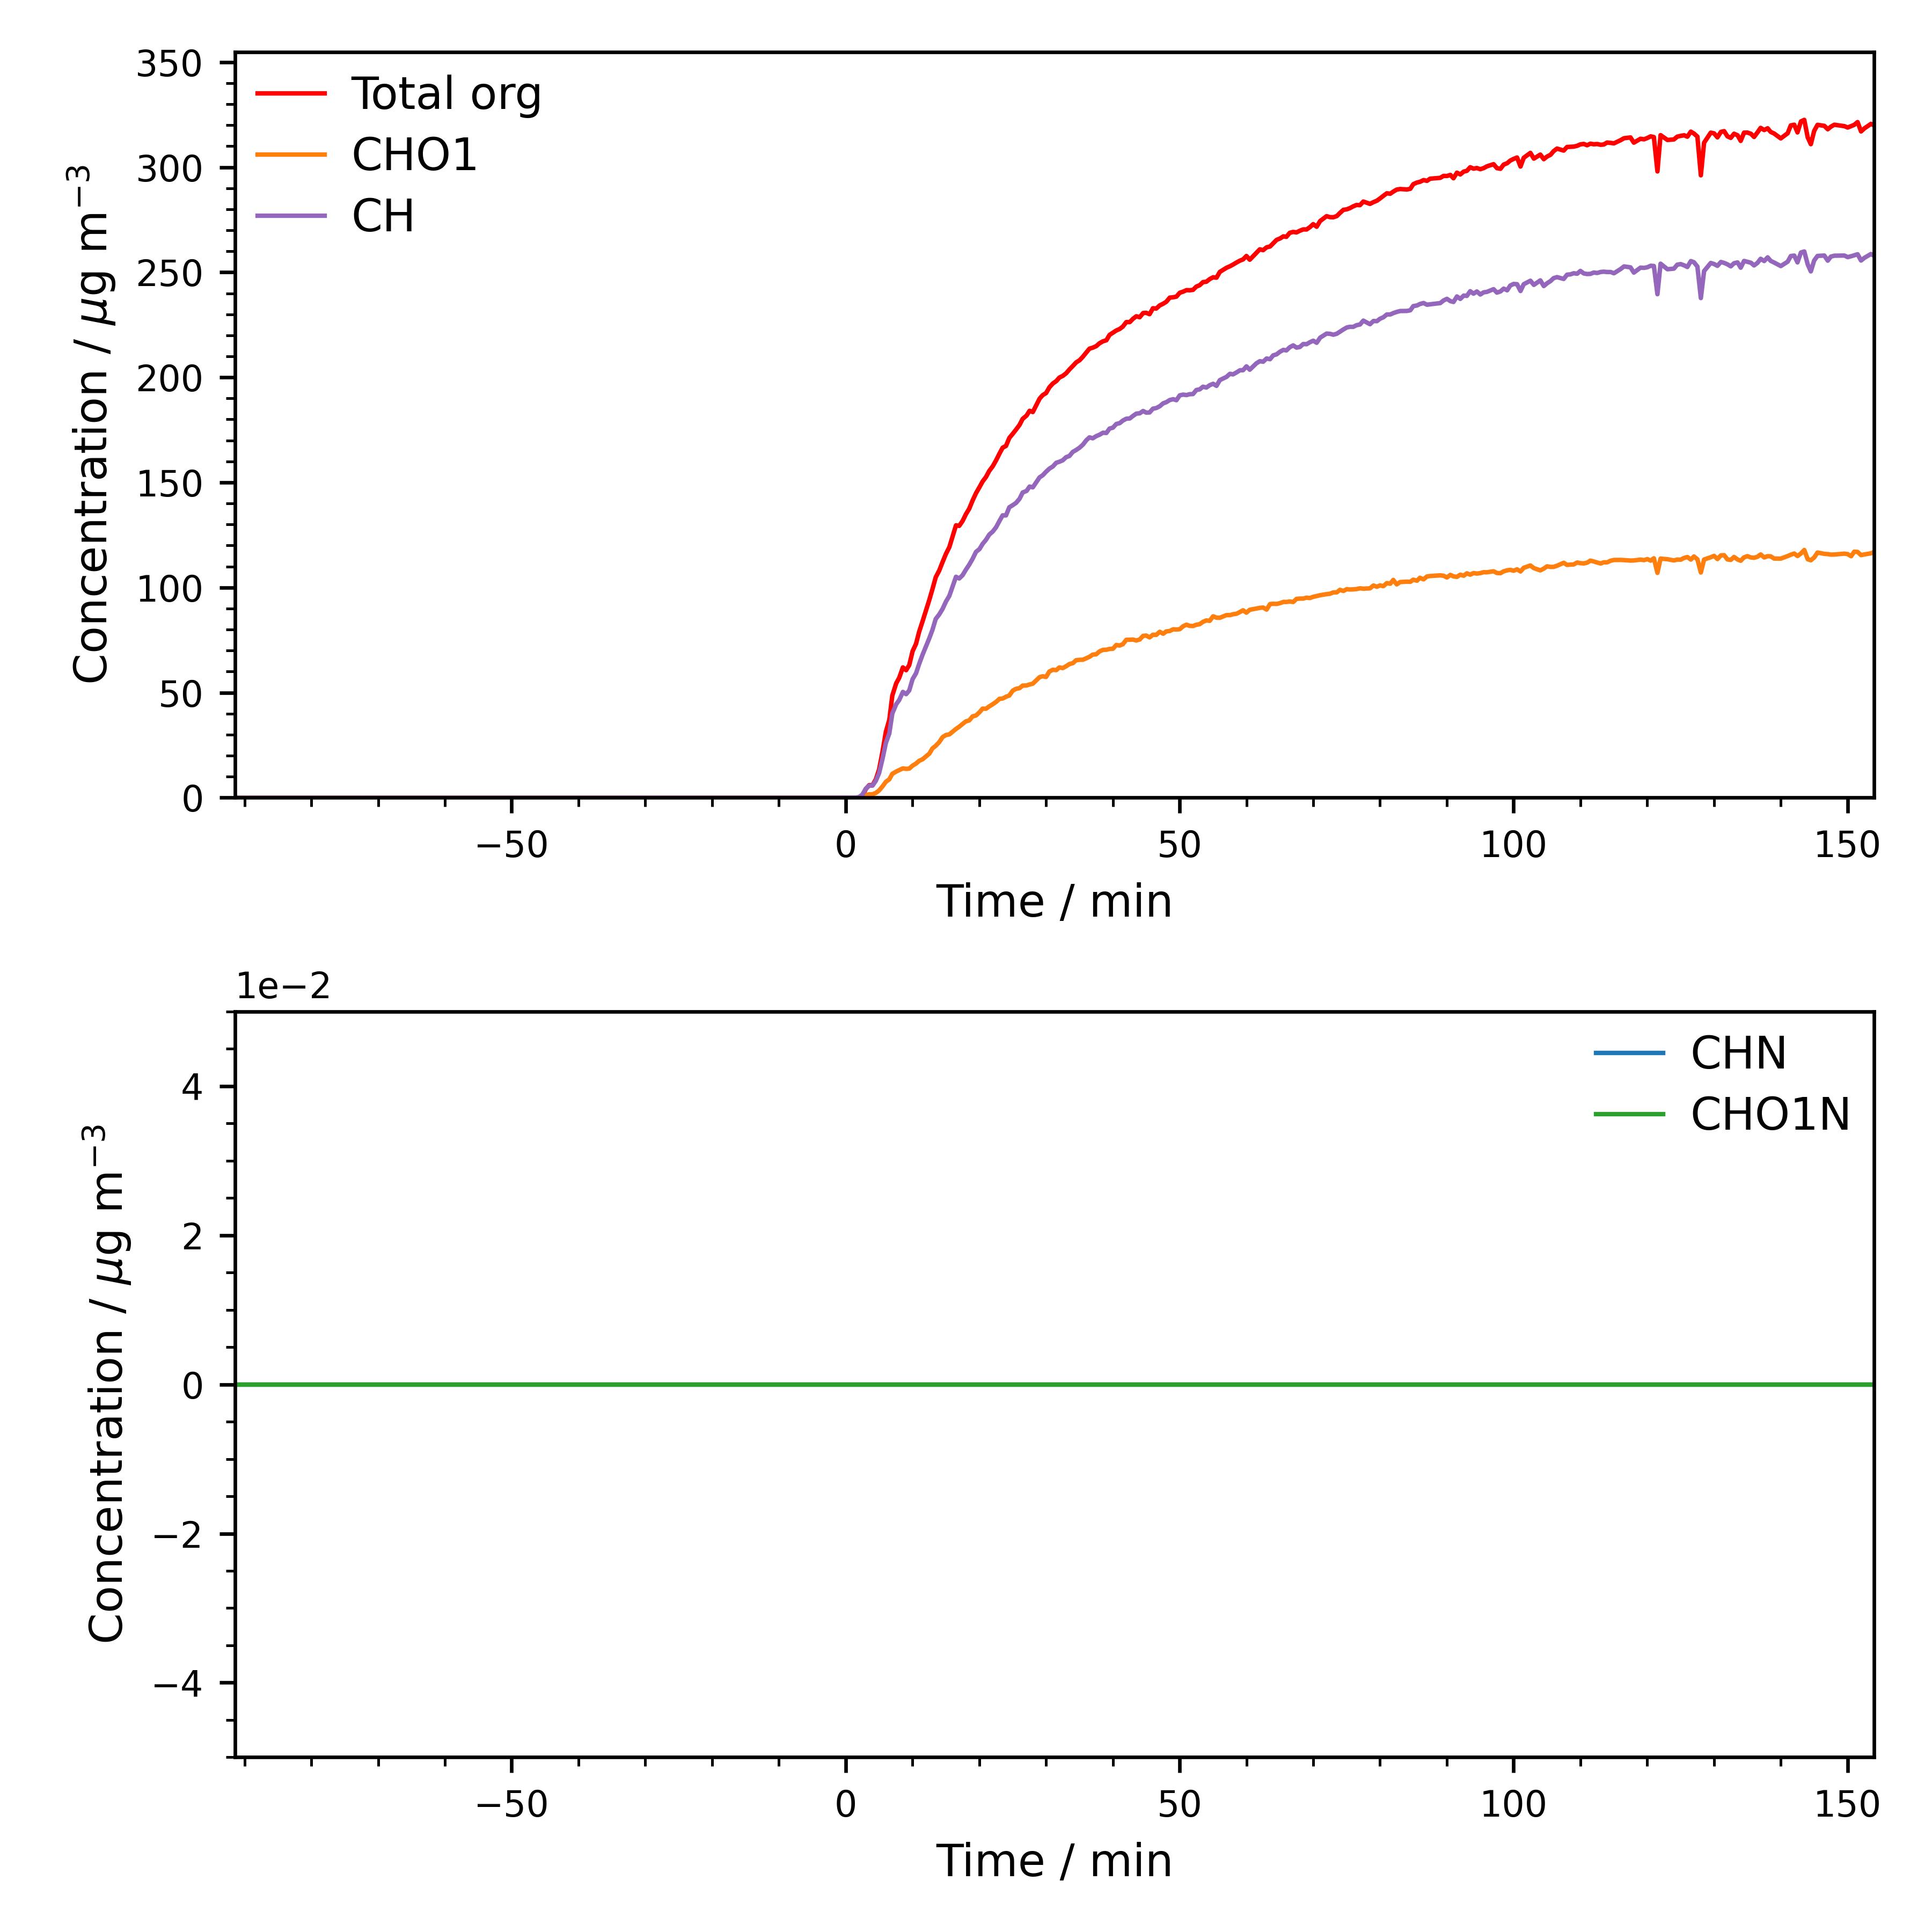 350
300
250
200
150
100
50
0
Concentration / μg m⁻³
Total org
CHO1
CH
−50 0 50 100 150
Time / min
1e−2
4
2
0
−2
−4
Concentration / μg m⁻³
CHN
CHO1N
−50 0 50 100 150
Time / min